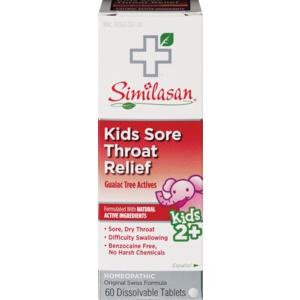 Similasan
Kids Sore
Throat
Relief
Guaiac Tree Actives
Formulated With NATURAL
ACTIVE INGREDIENTS
• Sore, Dry Throat
• Difficulty Swallowing
• Benzocaine Free,
No Harsh Chemicals
Kids
2+
Español
HOMEOPATHIC
Original Swiss Formula
60 Dissolvable Tablets